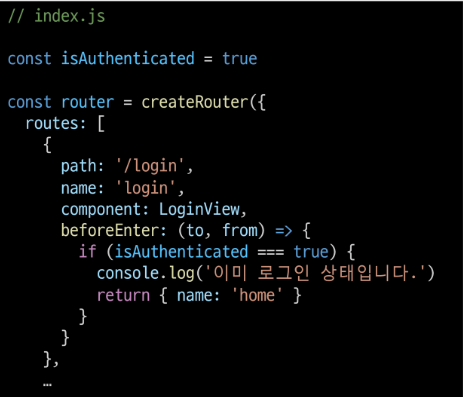 // index.js
const isAuthenticated = true
const router = createRouter({
routes: [
{
path: '/login',
name: 'login',
component: LoginView,
beforeEnter: (to, from) => {
if (isAuthenticated === true) {
console.log('이미 로그인 상태입니다.')
return { name: 'home' }
}
}
},
…